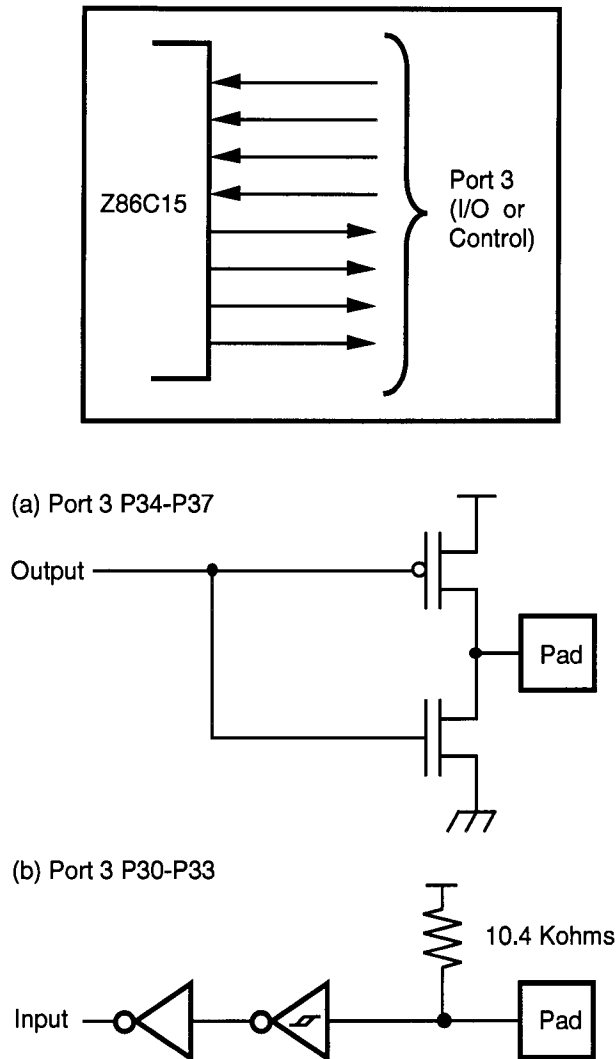 Z86C15
Port 3
(I/O or
Control)
(a) Port 3 P34-P37
Output
Pad
(b) Port 3 P30-P33
10.4 Kohms
Input
Pad